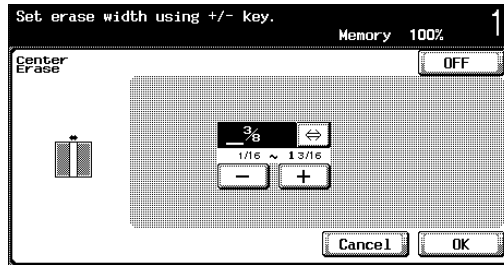 Set erase width using +/- key.
Memory 100% 1
Center
Erase
OFF
3/8 ⇔
1/16 ~ 1 3/16
− +
Cancel OK